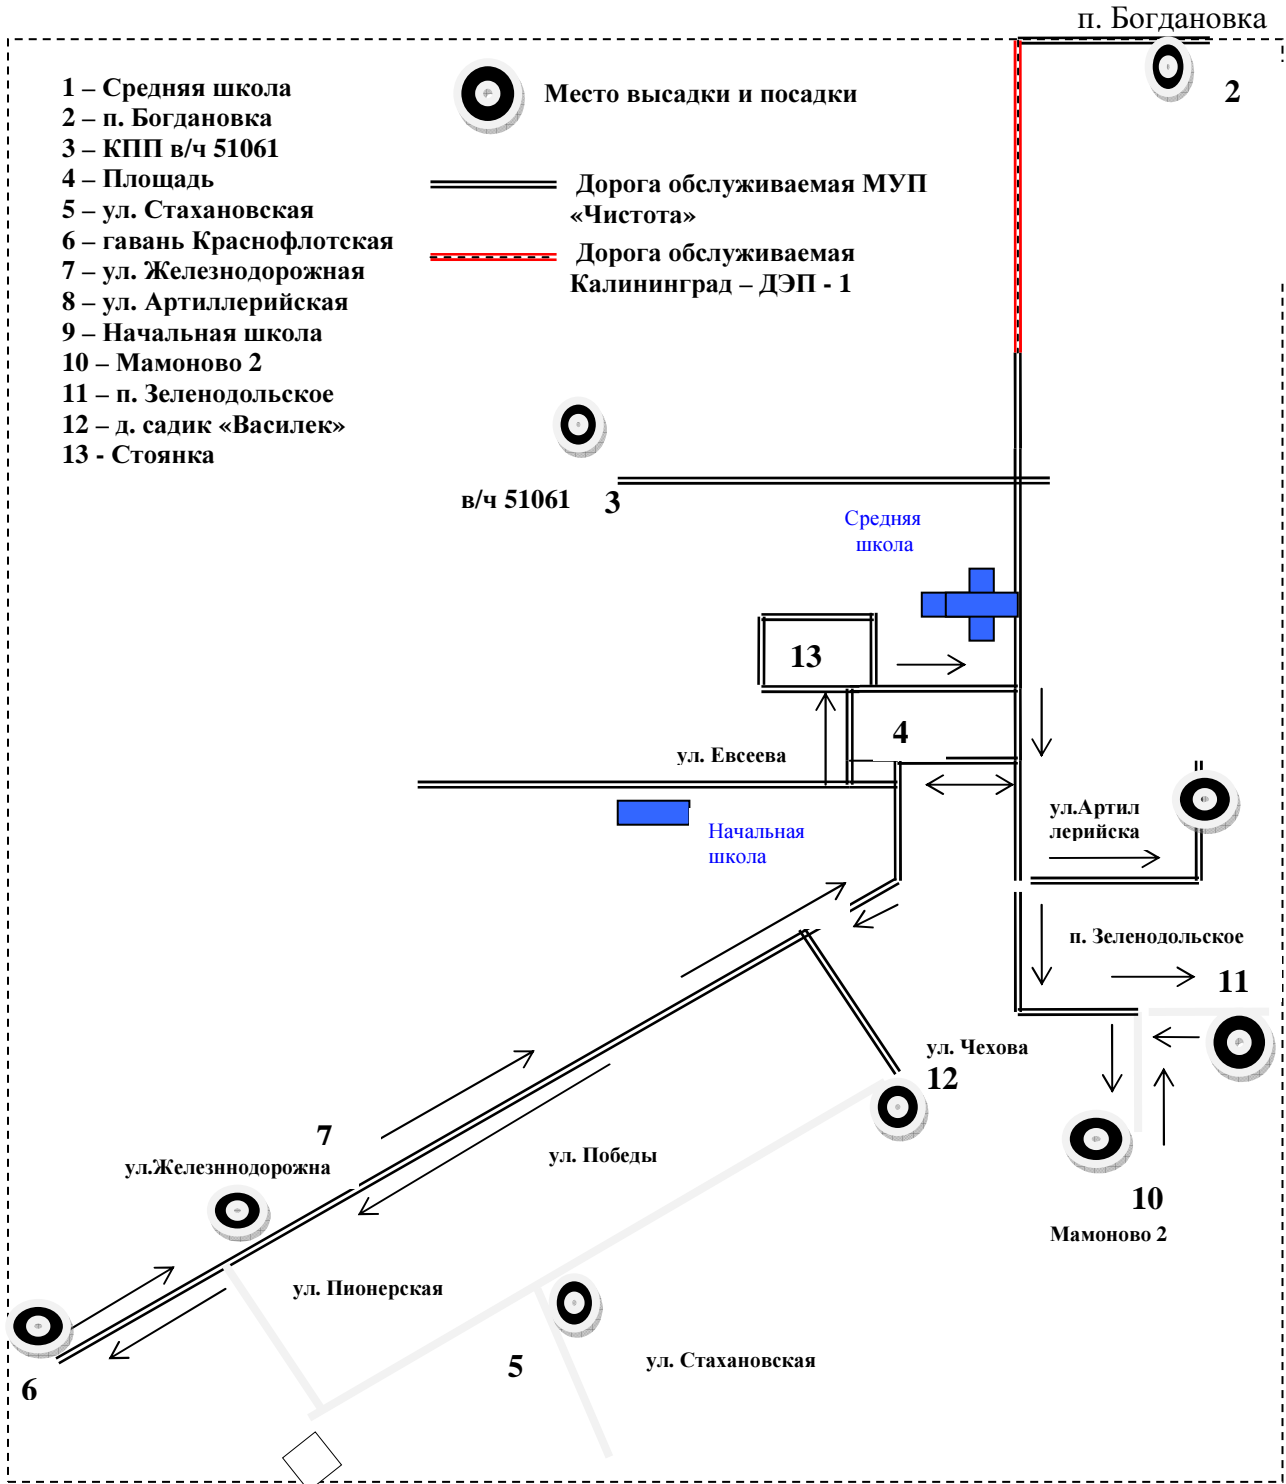 п. Богдановка
1 – Средняя школа
2 – п. Богдановка
3 – КПП в/ч 51061
4 – Площадь
5 – ул. Стахановская
6 – гавань Краснофлотская
7 – ул. Железнодорожная
8 – ул. Артиллерийская
9 – Начальная школа
10 – Мамоново 2
11 – п. Зеленодольское
12 – д. садик «Василек»
13 - Стоянка
Место высадки и посадки
Дорога обслуживаемая МУП
«Чистота»
Дорога обслуживаемая
Калининград – ДЭП - 1
2
в/ч 51061
3
Средняя
школа
13
4
ул. Евсеева
Начальная
школа
ул.Артил
лерийска
п. Зеленодольское
11
ул. Чехова
12
7
ул.Железннодорожна
ул. Победы
10
Мамоново 2
ул. Пионерская
5
ул. Стахановская
6